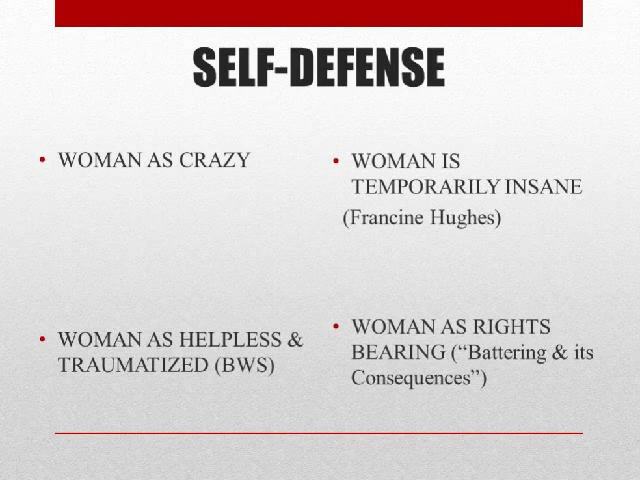 SELF-DEFENSE
• WOMAN AS CRAZY
• WOMAN IS
TEMPORARILY INSANE
(Francine Hughes)
• WOMAN AS HELPLESS &
TRAUMATIZED (BWS)
• WOMAN AS RIGHTS
BEARING (“Battering & its
Consequences”)